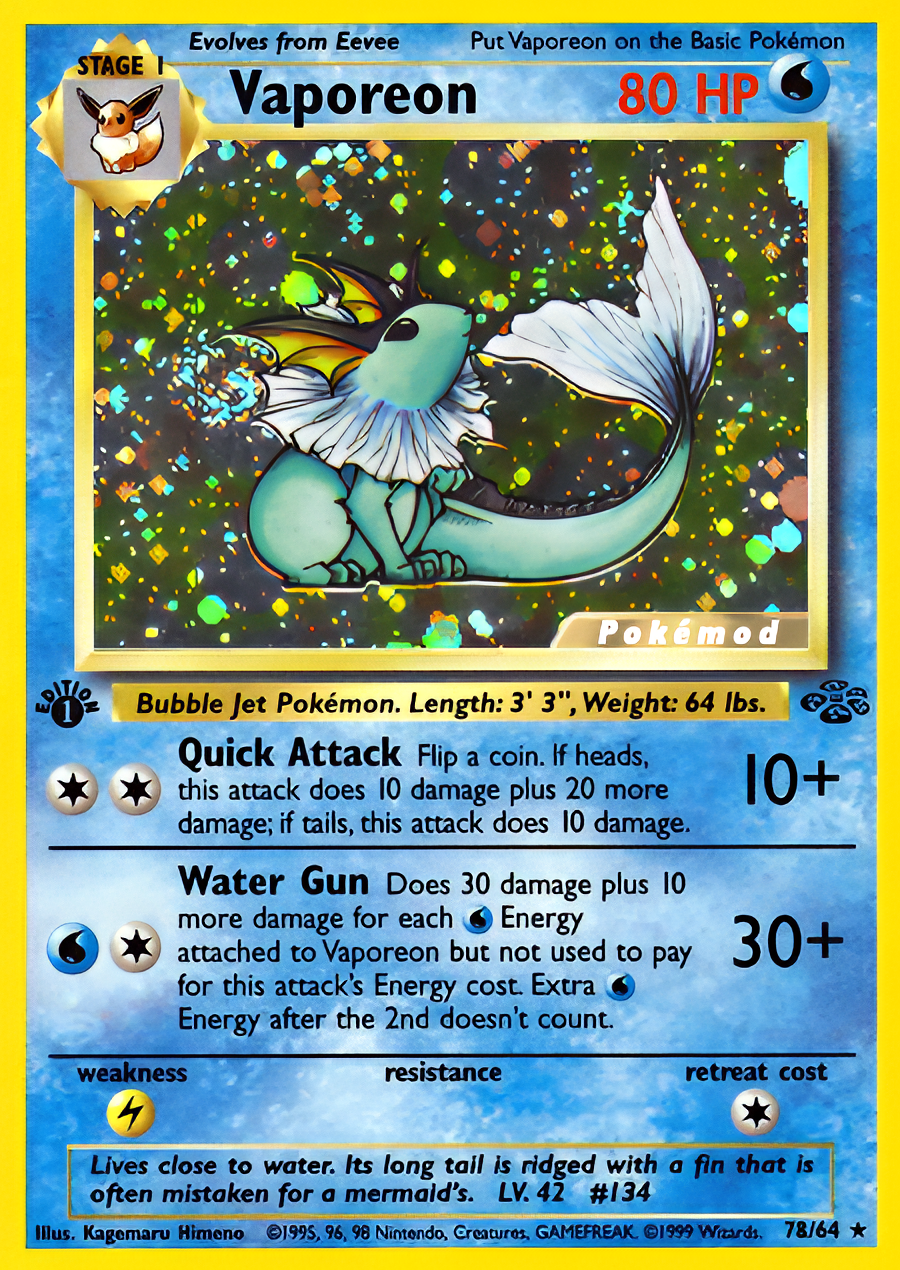 Evolves from Eevee Put Vaporeon on the Basic Pokémon
STAGE 1
Vaporeon 80 HP
Pokémod
EDITION
1
Bubble Jet Pokémon. Length: 3' 3", Weight: 64 lbs.
Quick Attack Flip a coin. If heads,
this attack does 10 damage plus 20 more
damage; if tails, this attack does 10 damage.
10+
Water Gun Does 30 damage plus 10
more damage for each Energy
attached to Vaporeon but not used to pay
for this attack's Energy cost. Extra
Energy after the 2nd doesn't count.
30+
weakness resistance retreat cost
Lives close to water. Its long tail is ridged with a fin that is
often mistaken for a mermaid's. LV. 42 #134
Illus. Kagemaru Himeno ©1995, 96, 98 Nintendo, Creatures, GAMEFREAK. ©1999 Wizards. 78/64 ★